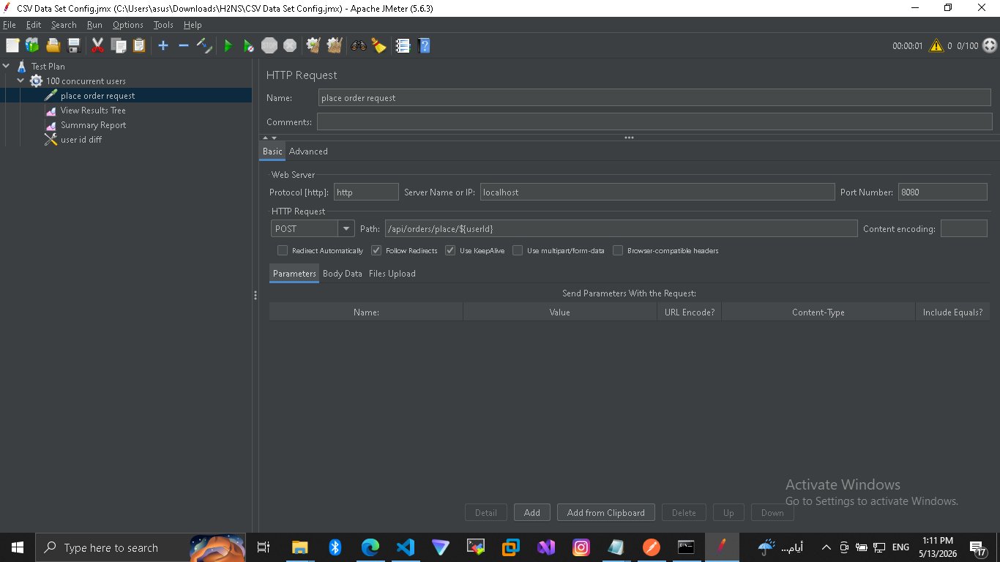 CSV Data Set Config.jmx (C:\Users\asus\Downloads\H2NS\CSV Data Set Config.jmx) - Apache JMeter (5.6.3)
File Edit Search Run Options Tools Help
STOP 00:00:01 0 0/100
Test Plan
100 concurrent users
place order request
View Results Tree
Summary Report
user id diff
HTTP Request
Name: place order request
Comments:
Basic Advanced
Web Server
Protocol [http]: http Server Name or IP: localhost Port Number: 8080
HTTP Request
POST Path: /api/orders/place/${userId} Content encoding:
Redirect Automatically Follow Redirects Use KeepAlive Use multipart/form-data Browser-compatible headers
Parameters Body Data Files Upload
Send Parameters With the Request:
Name: Value URL Encode? Content-Type Include Equals?
Detail Add Add from Clipboard Delete Up Down
Activate Windows
Go to Settings to activate Windows.
Type here to search
أيام... ENG 1:11 PM
5/13/2026 17